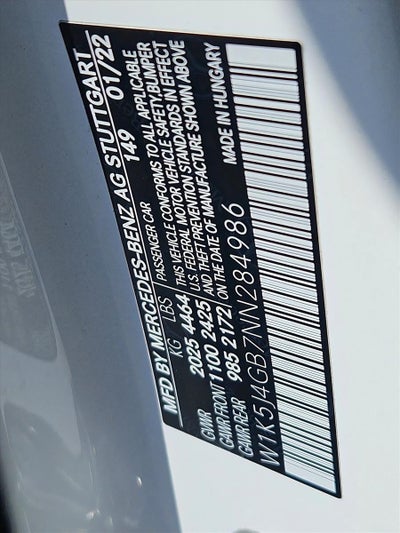 MFD BY MERCEDES-BENZ AG STUTTGART
149 01/22
KG LBS PASSENGER CAR
GVWR 2025 4464
GAWR FRONT 1100 2425
GAWR REAR 985 2172
THIS VEHICLE CONFORMS TO ALL APPLICABLE
FEDERAL MOTOR VEHICLE SAFETY, BUMPER
AND THEFT PREVENTION STANDARDS IN EFFECT
ON THE DATE OF MANUFACTURE SHOWN ABOVE
MADE IN HUNGARY
W1K5J4GB7NN284986